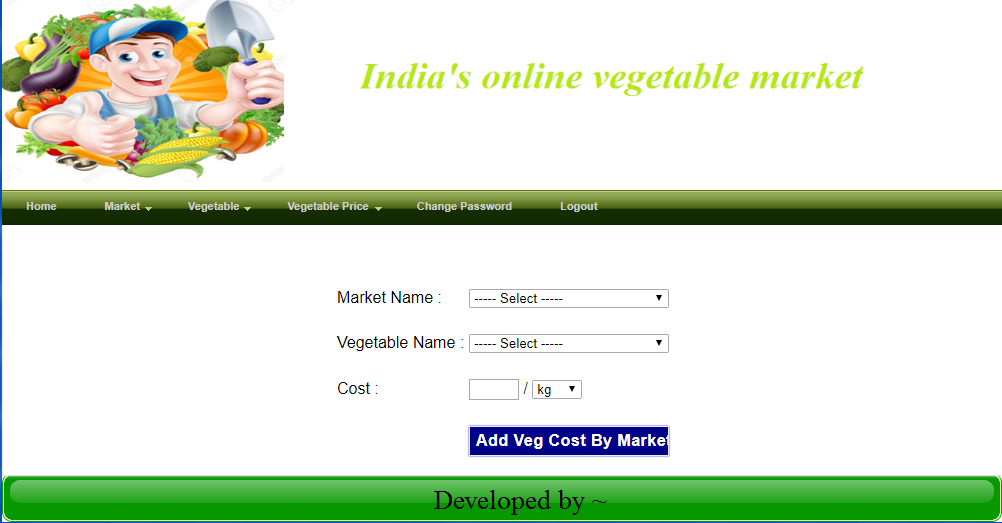 India's online vegetable market
Home Market Vegetable Vegetable Price Change Password Logout
Market Name : ----- Select -----
Vegetable Name : ----- Select -----
Cost : / kg
Add Veg Cost By Market
Developed by ~